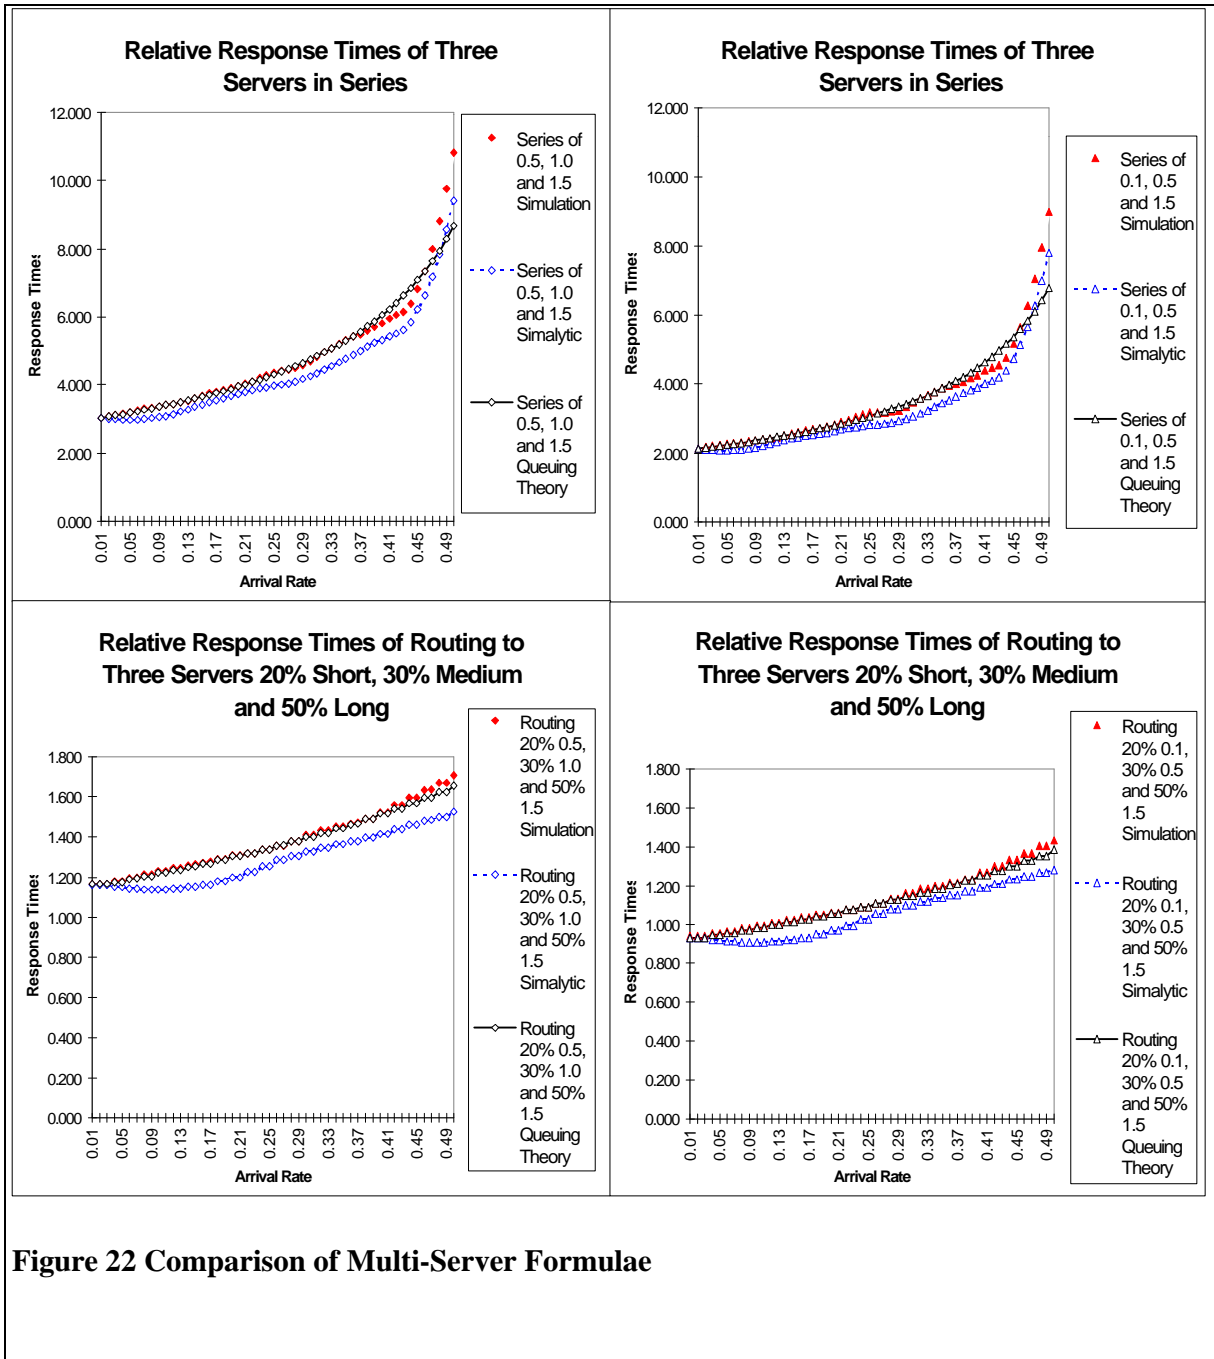 Relative Response Times of Three
Servers in Series
12.000
10.000
8.000
6.000
4.000
2.000
0.000
Response Times
0.01
0.05
0.09
0.13
0.17
0.21
0.25
0.29
0.33
0.37
0.41
0.45
0.49
Arrival Rate
Series of
0.5, 1.0
and 1.5
Simulation
Series of
0.5, 1.0
and 1.5
Simalytic
Series of
0.5, 1.0
and 1.5
Queuing
Theory
Relative Response Times of Three
Servers in Series
12.000
10.000
8.000
6.000
4.000
2.000
0.000
Response Times
0.01
0.05
0.09
0.13
0.17
0.21
0.25
0.29
0.33
0.37
0.41
0.45
0.49
Arrival Rate
Series of
0.1, 0.5
and 1.5
Simulation
Series of
0.1, 0.5
and 1.5
Simalytic
Series of
0.1, 0.5
and 1.5
Queuing
Theory
Relative Response Times of Routing to
Three Servers 20% Short, 30% Medium
and 50% Long
1.800
1.600
1.400
1.200
1.000
0.800
0.600
0.400
0.200
0.000
Response Times
0.01
0.05
0.09
0.13
0.17
0.21
0.25
0.29
0.33
0.37
0.41
0.45
0.49
Arrival Rate
Routing
20% 0.5,
30% 1.0
and 50%
1.5
Simulation
Routing
20% 0.5,
30% 1.0
and 50%
1.5
Simalytic
Routing
20% 0.5,
30% 1.0
and 50%
1.5
Queuing
Theory
Relative Response Times of Routing to
Three Servers 20% Short, 30% Medium
and 50% Long
1.800
1.600
1.400
1.200
1.000
0.800
0.600
0.400
0.200
0.000
Response Times
0.01
0.05
0.09
0.13
0.17
0.21
0.25
0.29
0.33
0.37
0.41
0.45
0.49
Arrival Rate
Routing
20% 0.1,
30% 0.5
and 50%
1.5
Simulation
Routing
20% 0.1,
30% 0.5
and 50%
1.5
Simalytic
Routing
20% 0.1,
30% 0.5
and 50%
1.5
Queuing
Theory
Figure 22 Comparison of Multi-Server Formulae